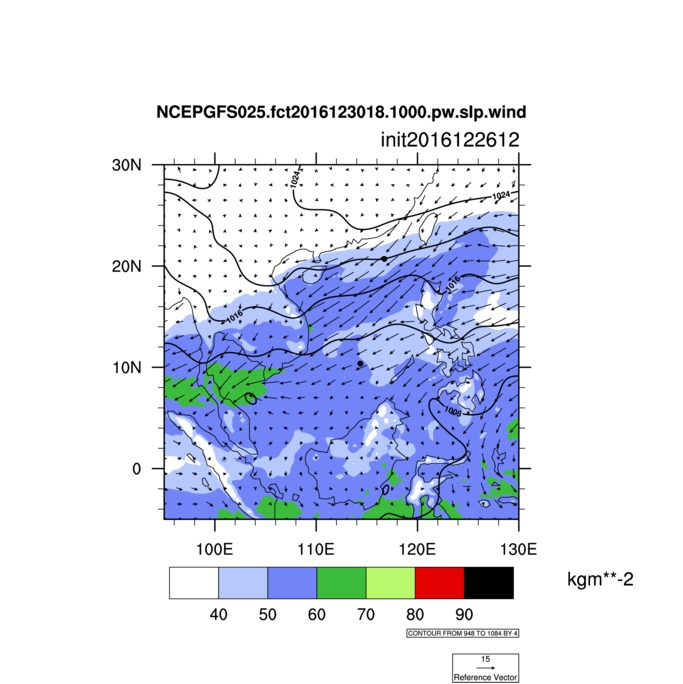 NCEPGFS025.fct2016123018.1000.pw.slp.wind
init2016122612
30N
20N
10N
0
1024
1024
1016
1016
1008
100E 110E 120E 130E
kgm**-2
40 50 60 70 80 90
CONTOUR FROM 948 TO 1084 BY 4
15
Reference Vector